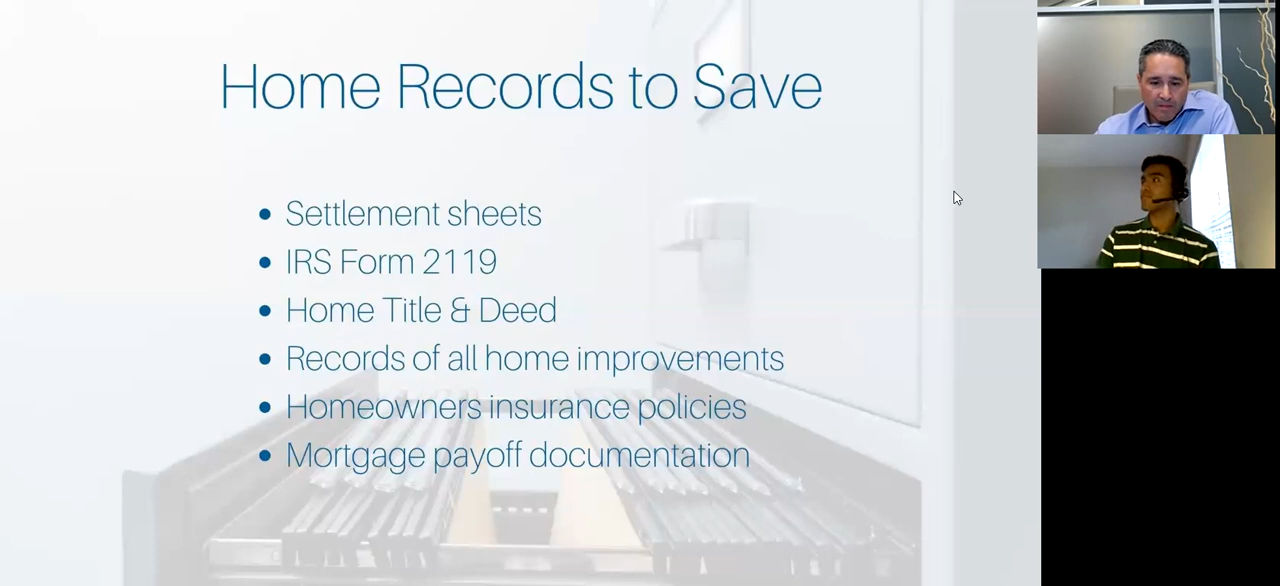 Home Records to Save
Settlement sheets
IRS Form 2119
Home Title & Deed
Records of all home improvements
Homeowners insurance policies
Mortgage payoff documentation